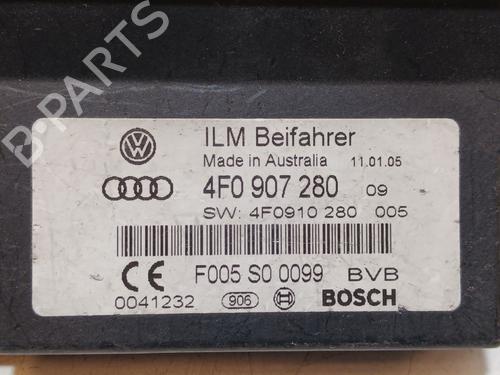 ILM Beifahrer
Made in Australia 11.01.05
4F0 907 280 09
SW: 4F0910 280 005
F005 S0 0099 BVB
0041232 906 BOSCH
B-PARTS